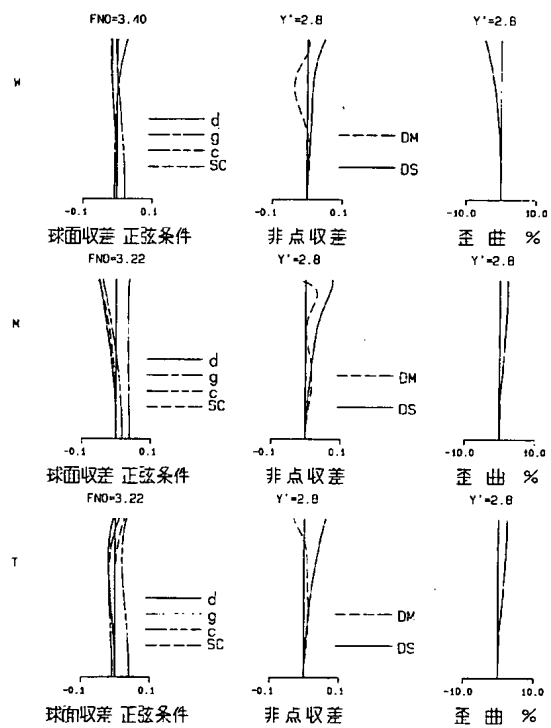 FNO=3.40 Y'=2.8 Y'=2.8
W
d
g
c
SC
DM
DS
-0.1 0.1 -0.1 0.1 -10.0 10.0
球面収差 正弦条件 非点収差 歪曲 %
FNO=3.22 Y'=2.8 Y'=2.8
M
d
g
c
SC
DM
DS
-0.1 0.1 -0.1 0.1 -10.0 10.0
球面収差 正弦条件 非点収差 歪曲 %
FNO=3.22 Y'=2.8 Y'=2.8
T
d
g
c
SC
DM
DS
-0.1 0.1 -0.1 0.1 -10.0 10.0
球面収差 正弦条件 非点収差 歪曲 %